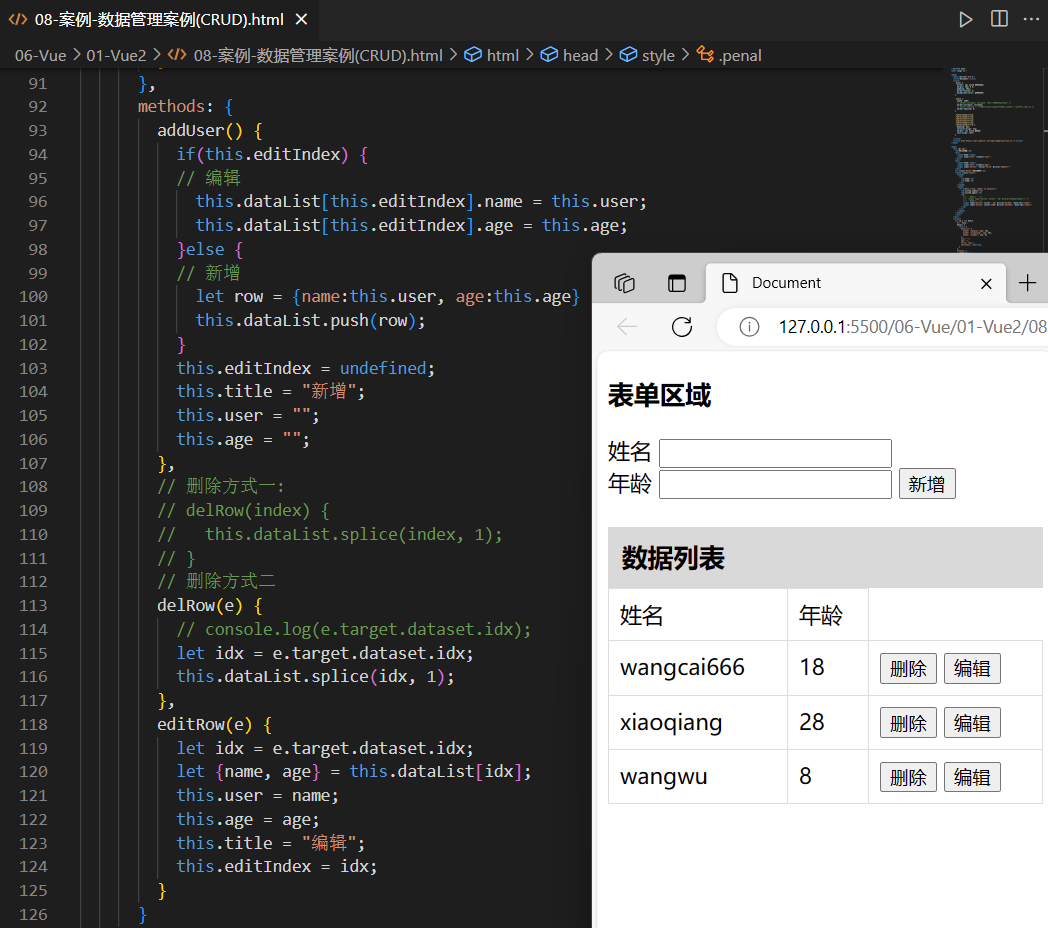 08-案例-数据管理案例(CRUD).html
06-Vue > 01-Vue2 > 08-案例-数据管理案例(CRUD).html > html > head > style > .penal
91 },
92 methods: {
93 addUser() {
94 if(this.editIndex) {
95 // 编辑
96 this.dataList[this.editIndex].name = this.user;
97 this.dataList[this.editIndex].age = this.age;
98 }else {
99 // 新增
100 let row = {name:this.user, age:this.age}
101 this.dataList.push(row);
102 }
103 this.editIndex = undefined;
104 this.title = "新增";
105 this.user = "";
106 this.age = "";
107 },
108 // 删除方式一:
109 // delRow(index) {
110 //   this.dataList.splice(index, 1);
111 // }
112 // 删除方式二
113 delRow(e) {
114 // console.log(e.target.dataset.idx);
115 let idx = e.target.dataset.idx;
116 this.dataList.splice(idx, 1);
117 },
118 editRow(e) {
119 let idx = e.target.dataset.idx;
120 let {name, age} = this.dataList[idx];
121 this.user = name;
122 this.age = age;
123 this.title = "编辑";
124 this.editIndex = idx;
125 }
126 }
Document
127.0.0.1:5500/06-Vue/01-Vue2/08
表单区域
姓名
年龄 新增
数据列表
姓名 年龄
wangcai666 18 删除 编辑
xiaoqiang 28 删除 编辑
wangwu 8 删除 编辑